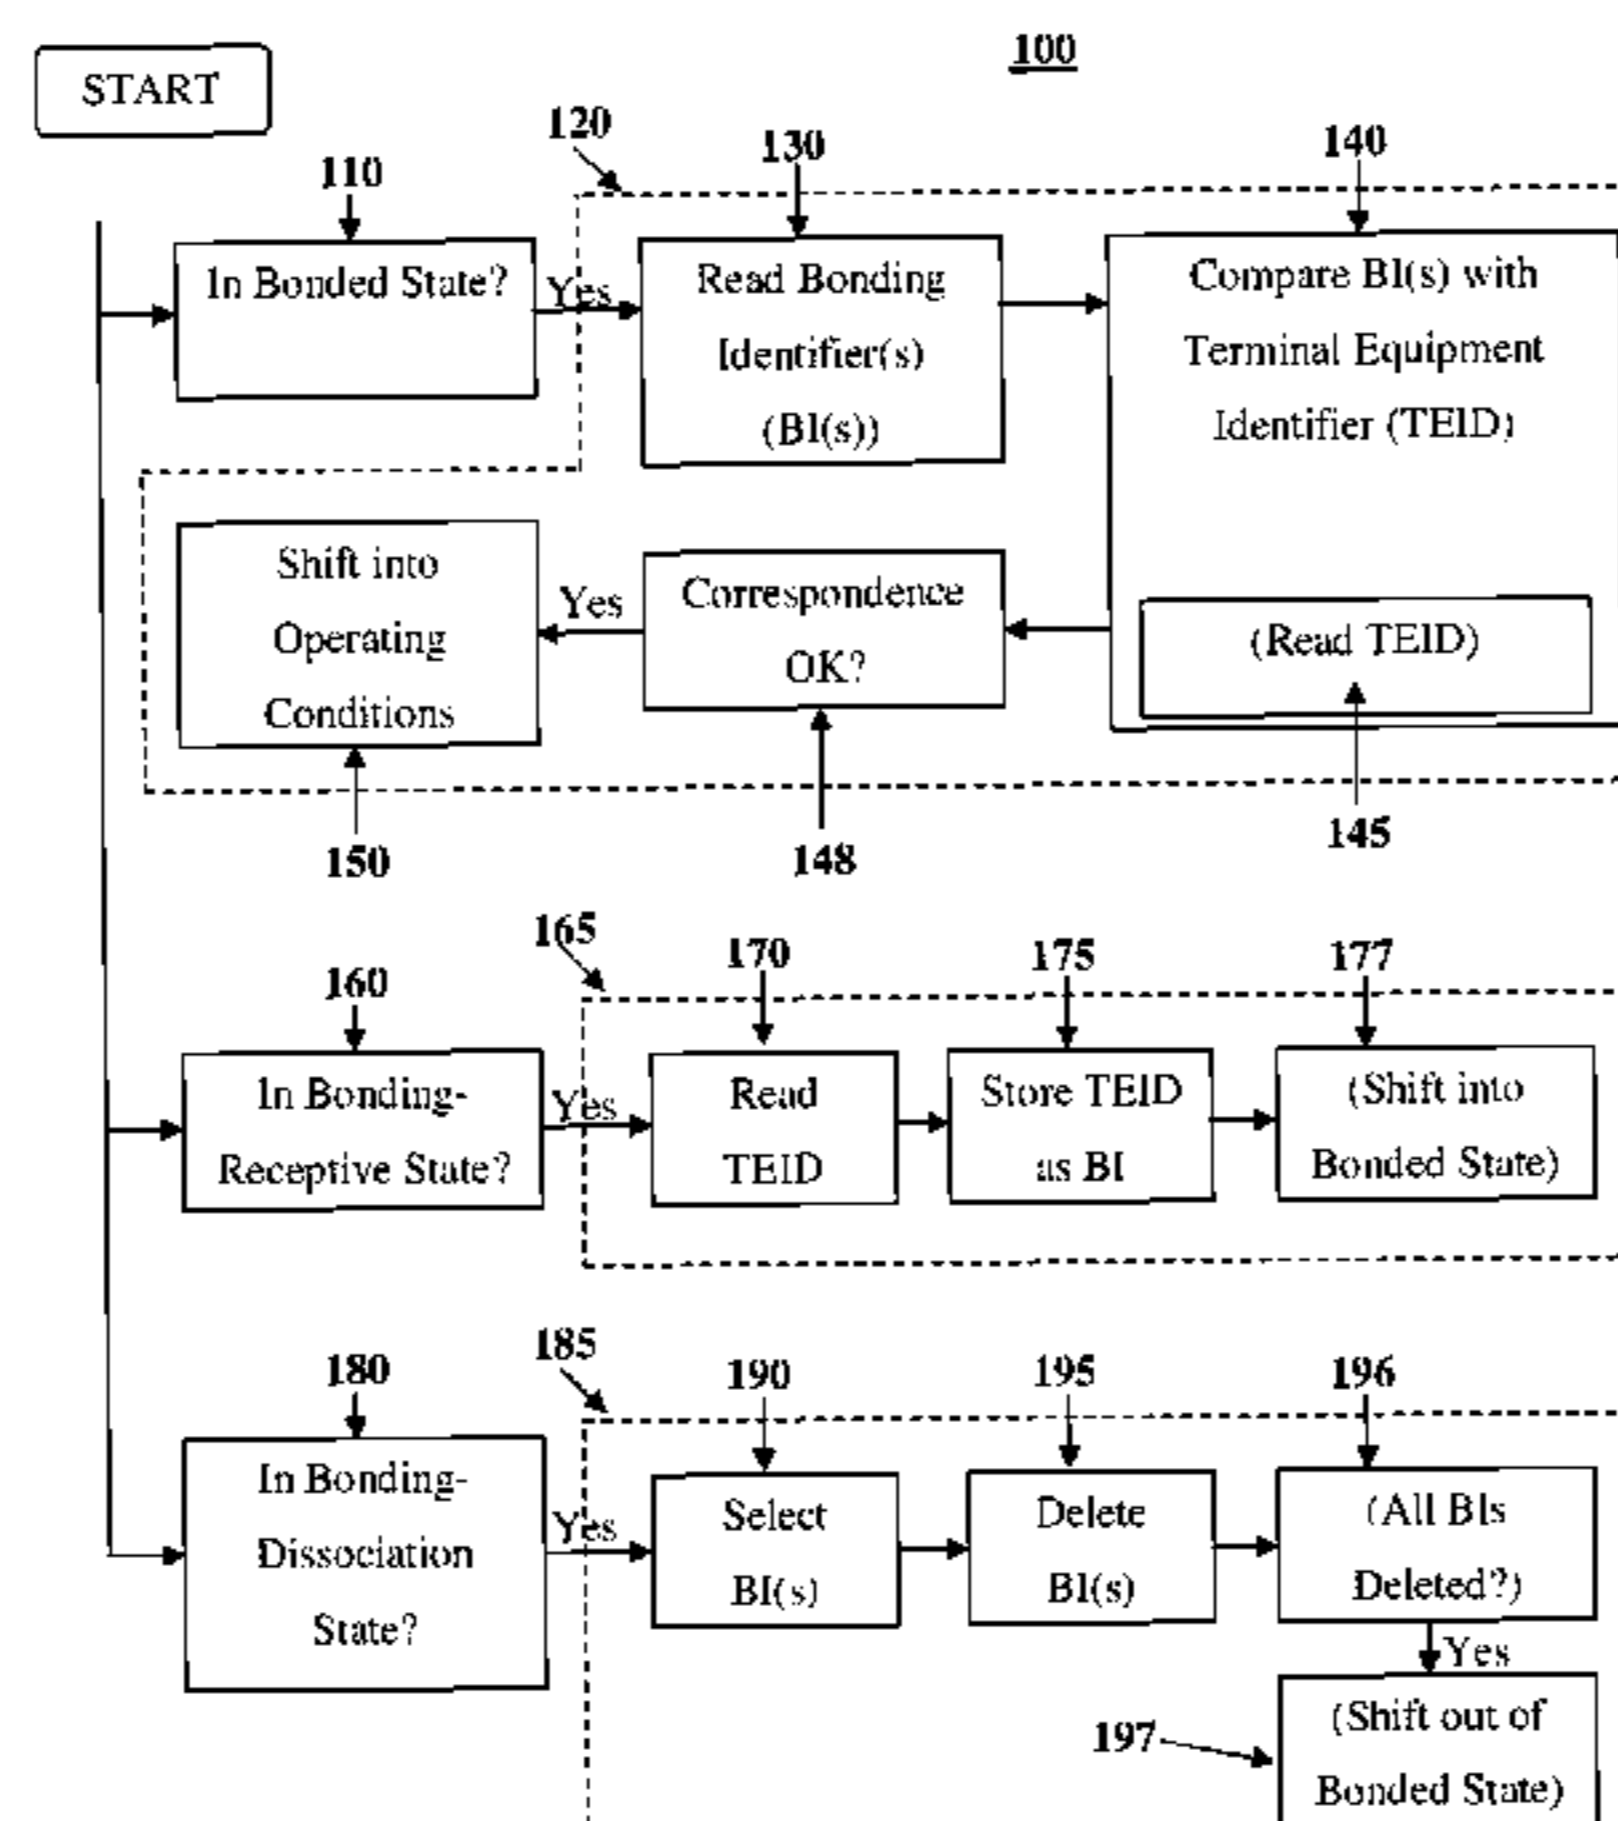 100
START
120
130
140
110
In Bonded State?
Yes
Read Bonding
Identifier(s)
(BI(s))
Compare BI(s) with
Terminal Equipment
Identifier (TEID)
(Read TEID)
Shift into
Operating
Conditions
Yes
Correspondence
OK?
150
148
145
165
170
175
177
160
In Bonding-
Receptive State?
Yes
Read
TEID
Store TEID
as BI
(Shift into
Bonded State)
185
190
195
196
180
In Bonding-
Dissociation
State?
Yes
Select
BI(s)
Delete
BI(s)
(All BIs
Deleted?)
Yes
197
(Shift out of
Bonded State)